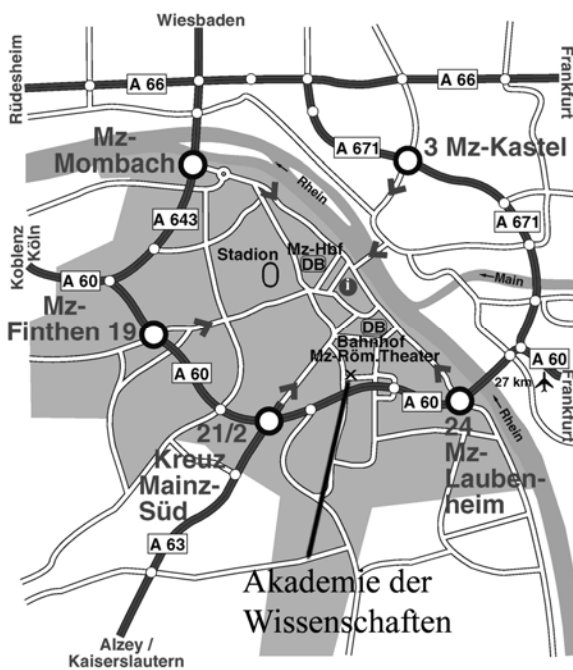 Wiesbaden
Rüdesheim
A 66
A 66
Frankfurt
Mz-
Mombach
A 671
3 Mz-Kastel
Rhein
A 643
A 671
Koblenz
Köln
Stadion
Mz-Hbf
DB
i
Main
A 60
Mz-
Finthen 19
DB
Bahnhof
Mz-Röm.Theater
A 60
27 km
Frankfurt
A 60
A 60
Rhein
21/2
24
Kreuz
Mainz-
Süd
Mz-
Lauben-
heim
A 63
Akademie der
Wissenschaften
Alzey /
Kaiserslautern